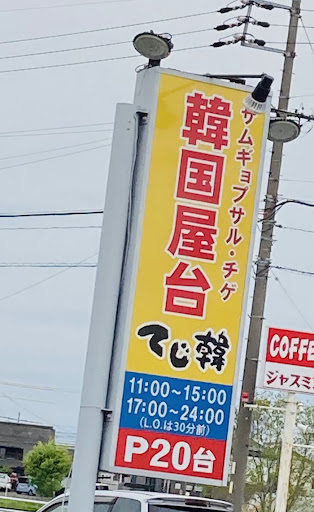 サムギョプサル・チゲ
韓国屋台
てじ韓
11:00～15:00
17:00～24:00
(L.O.は30分前)
P20台
COFFE
ジャスミ